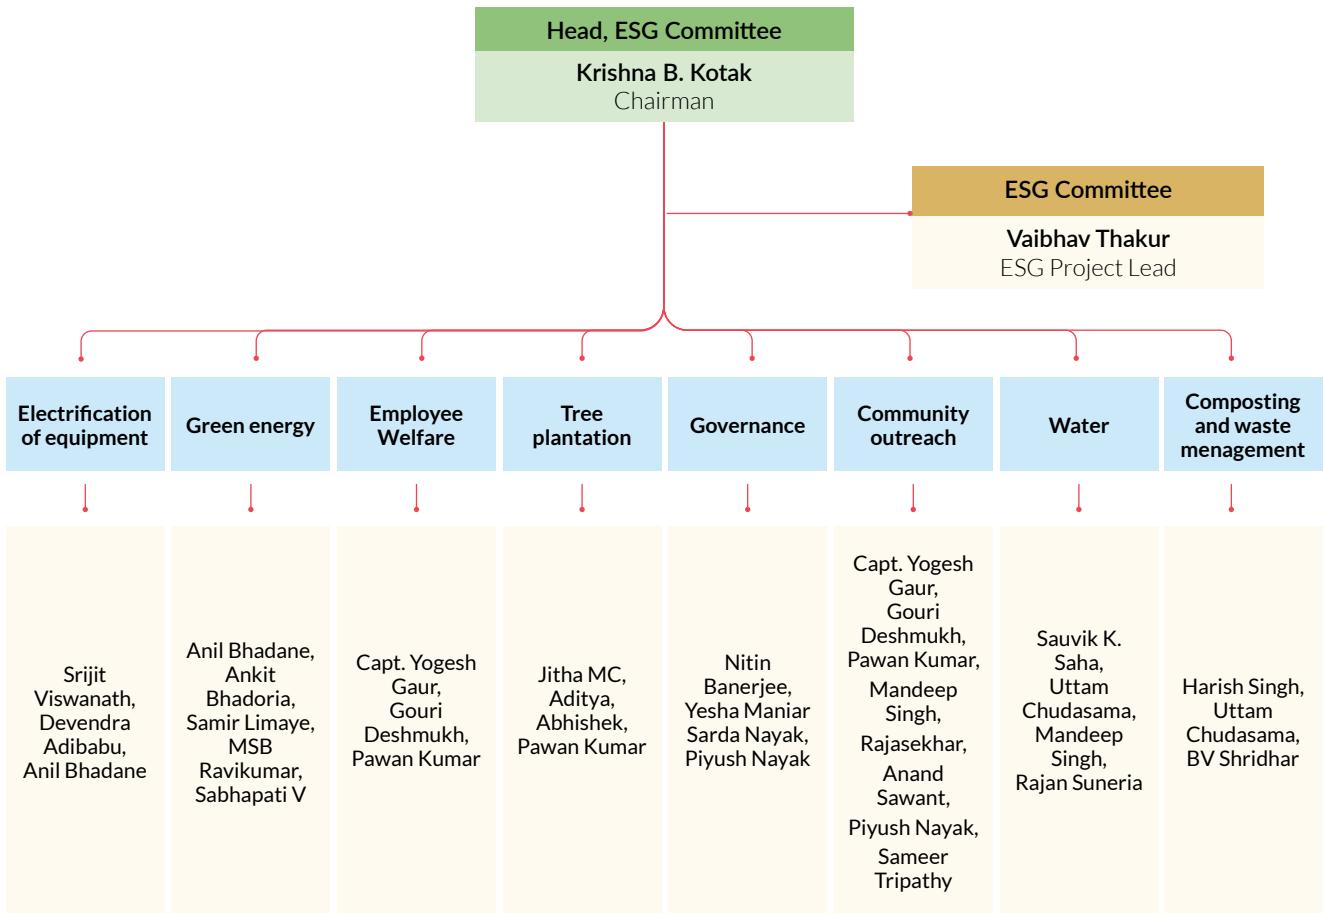 Head, ESG Committee
Krishna B. Kotak
Chairman
ESG Committee
Vaibhav Thakur
ESG Project Lead
Electrification
of equipment
Green energy
Employee
Welfare
Tree
plantation
Governance
Community
outreach
Water
Composting
and waste
menagement
Srijit
Viswanath,
Devendra
Adibabu,
Anil Bhadane
Anil Bhadane,
Ankit
Bhadoria,
Samir Limaye,
MSB
Ravikumar,
Sabhapati V
Capt. Yogesh
Gaur,
Gouri
Deshmukh,
Pawan Kumar
Jitha MC,
Aditya,
Abhishek,
Pawan Kumar
Nitin
Banerjee,
Yesha Maniar
Sarda Nayak,
Piyush Nayak
Capt. Yogesh
Gaur,
Gouri
Deshmukh,
Pawan Kumar,
Mandeep
Singh,
Rajasekhar,
Anand
Sawant,
Piyush Nayak,
Sameer
Tripathy
Sauvik K.
Saha,
Uttam
Chudasama,
Mandeep
Singh,
Rajan Suneria
Harish Singh,
Uttam
Chudasama,
BV Shridhar